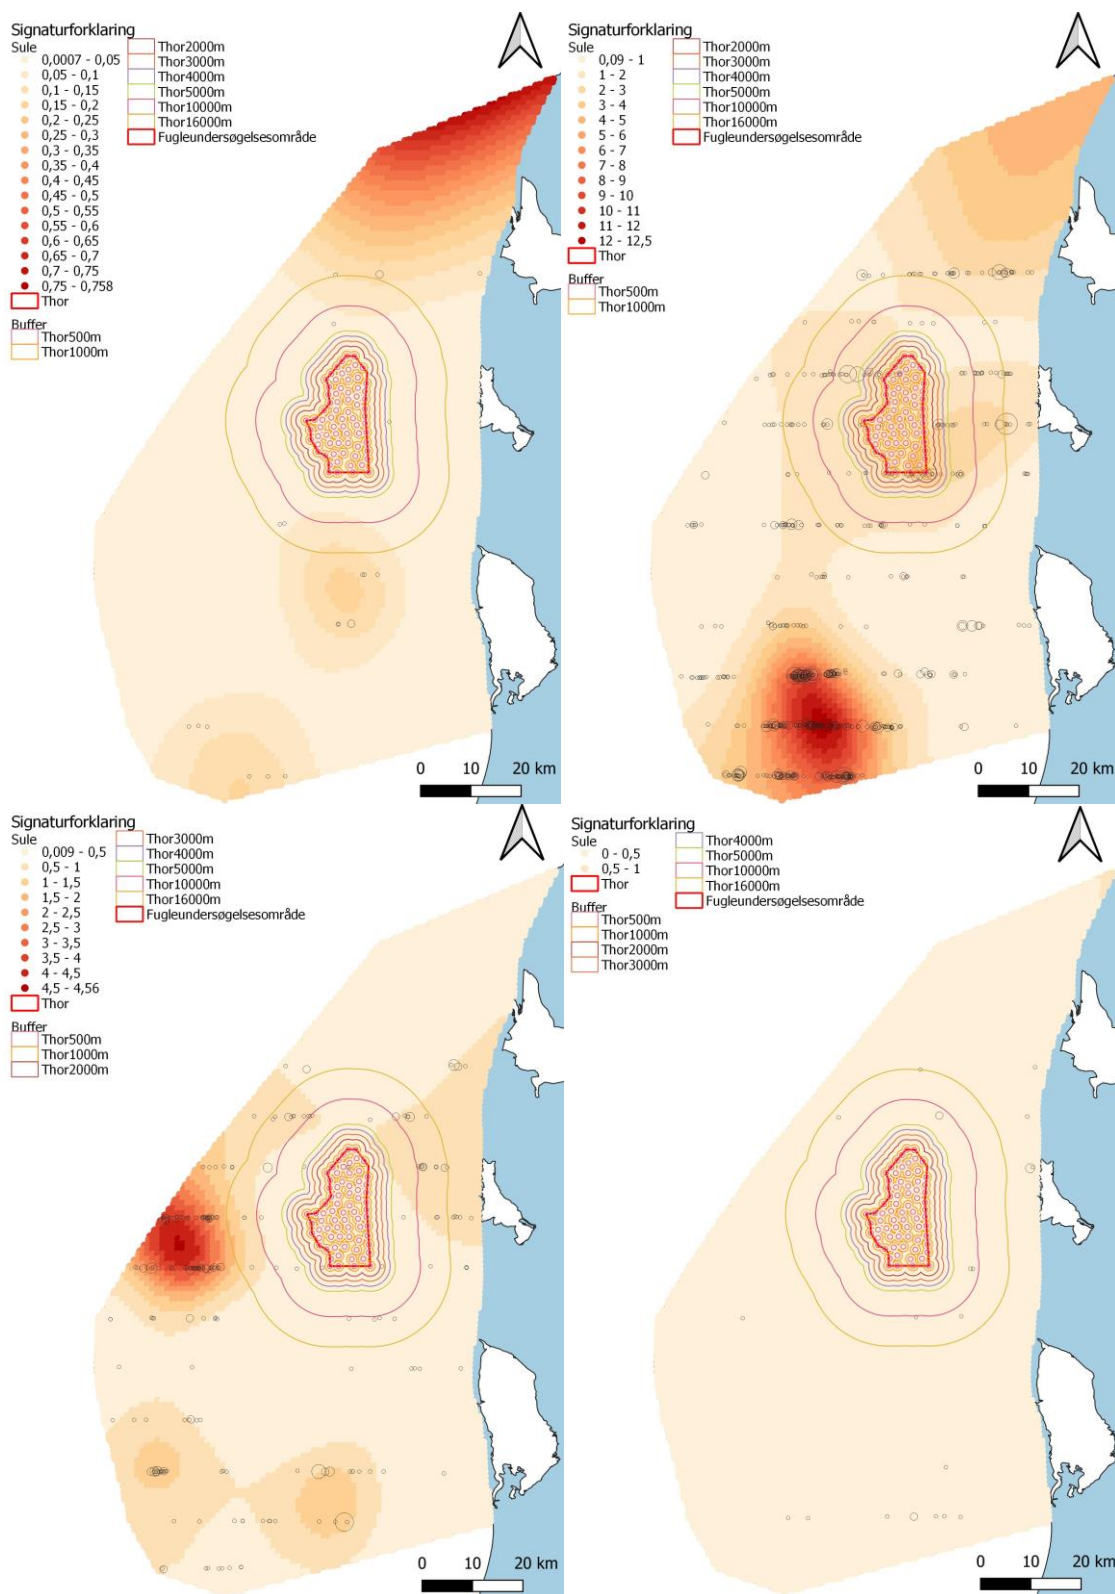 Signaturforklaring
Sule
0,0007 - 0,05
0,05 - 0,1
0,1 - 0,15
0,15 - 0,2
0,2 - 0,25
0,25 - 0,3
0,3 - 0,35
0,35 - 0,4
0,4 - 0,45
0,45 - 0,5
0,5 - 0,55
0,55 - 0,6
0,6 - 0,65
0,65 - 0,7
0,7 - 0,75
0,75 - 0,758
Thor
Buffer
Thor500m
Thor1000m
Thor2000m
Thor3000m
Thor4000m
Thor5000m
Thor10000m
Thor16000m
Fugleundersøgelsesområde
0 10 20 km
Signaturforklaring
Sule
0,09 - 1
1 - 2
2 - 3
3 - 4
4 - 5
5 - 6
6 - 7
7 - 8
8 - 9
9 - 10
10 - 11
11 - 12
12 - 12,5
Thor
Buffer
Thor500m
Thor1000m
Thor2000m
Thor3000m
Thor4000m
Thor5000m
Thor10000m
Thor16000m
Fugleundersøgelsesområde
0 10 20 km
Signaturforklaring
Sule
0,009 - 0,5
0,5 - 1
1 - 1,5
1,5 - 2
2 - 2,5
2,5 - 3
3 - 3,5
3,5 - 4
4 - 4,5
4,5 - 4,56
Thor
Buffer
Thor500m
Thor1000m
Thor2000m
Thor3000m
Thor4000m
Thor5000m
Thor10000m
Thor16000m
Fugleundersøgelsesområde
0 10 20 km
Signaturforklaring
Sule
0 - 0,5
0,5 - 1
Thor
Buffer
Thor500m
Thor1000m
Thor2000m
Thor3000m
Thor4000m
Thor5000m
Thor10000m
Thor16000m
Fugleundersøgelsesområde
0 10 20 km